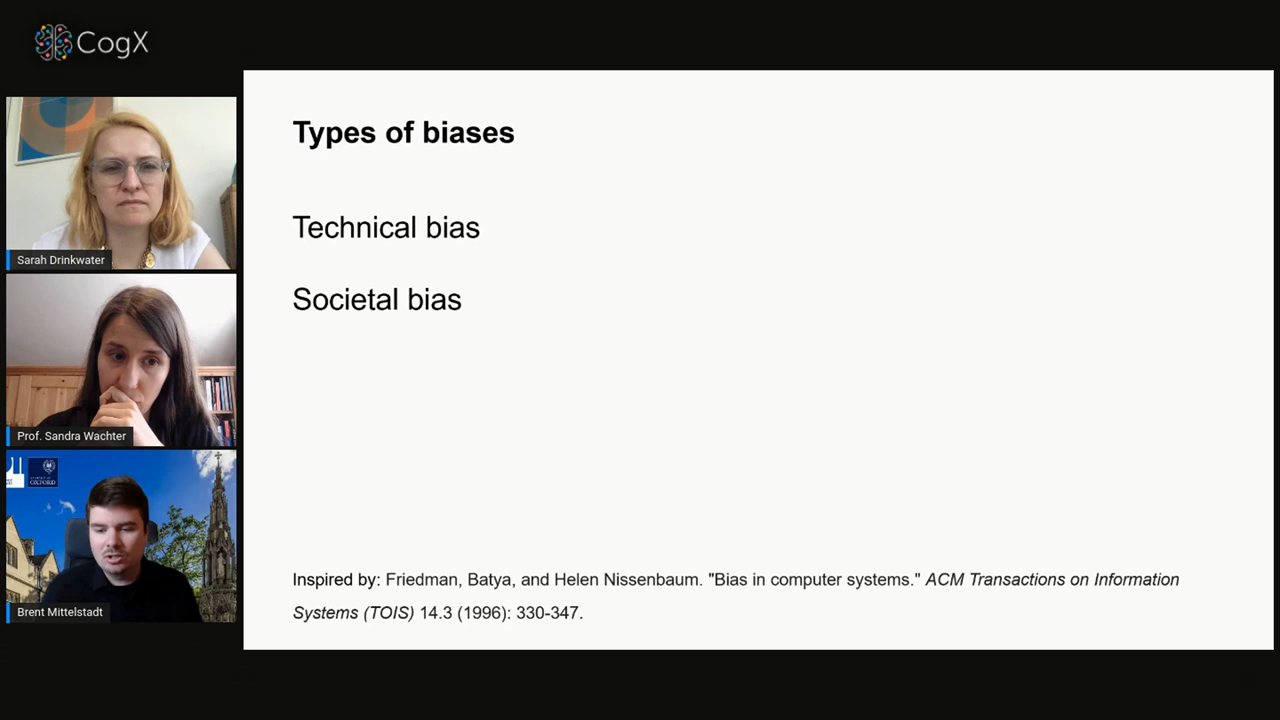 CogX
Types of biases
Technical bias
Societal bias
Inspired by: Friedman, Batya, and Helen Nissenbaum. "Bias in computer systems." ACM Transactions on Information
Systems (TOIS) 14.3 (1996): 330-347.
Sarah Drinkwater
Prof. Sandra Wachter
OXFORD
Brent Mittelstadt